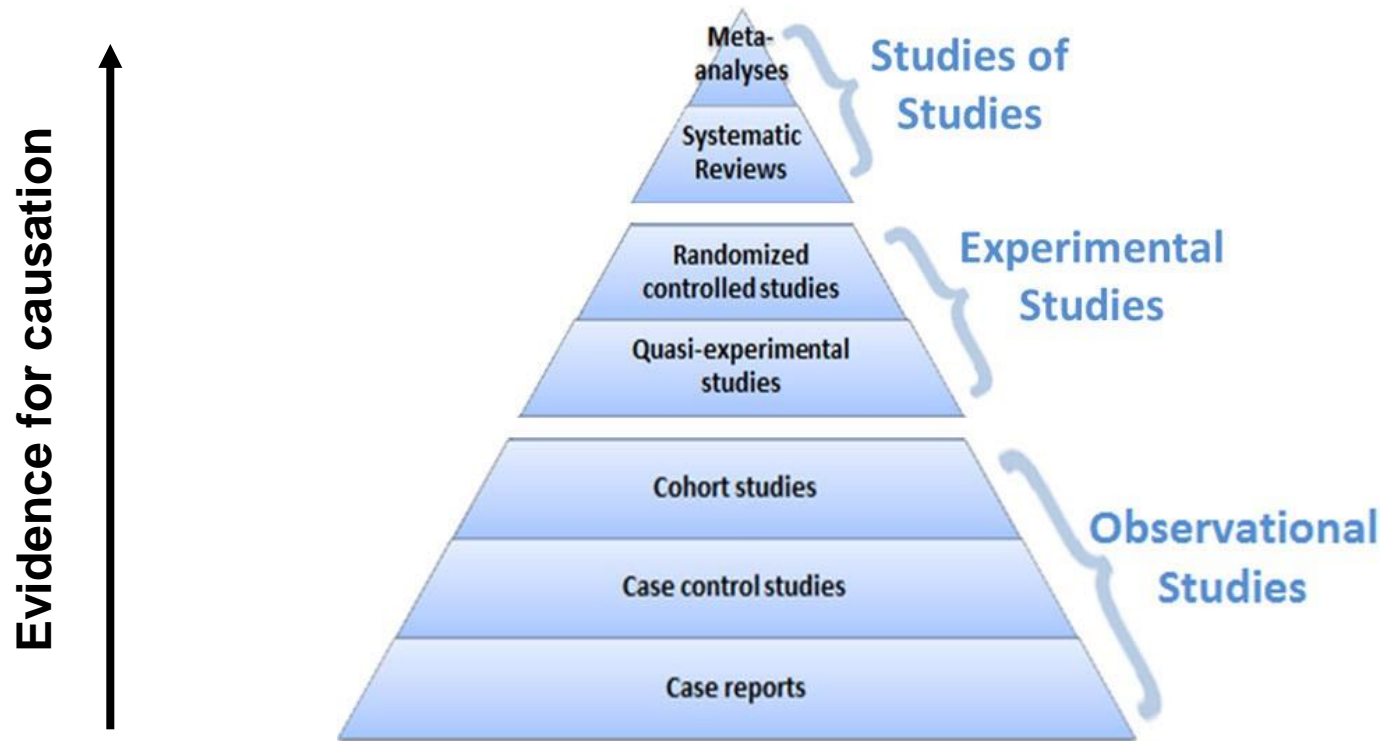 Evidence for causation
Meta-
analyses
Systematic
Reviews
Studies of
Studies
Randomized
controlled studies
Quasi-experimental
studies
Experimental
Studies
Cohort studies
Case control studies
Case reports
Observational
Studies